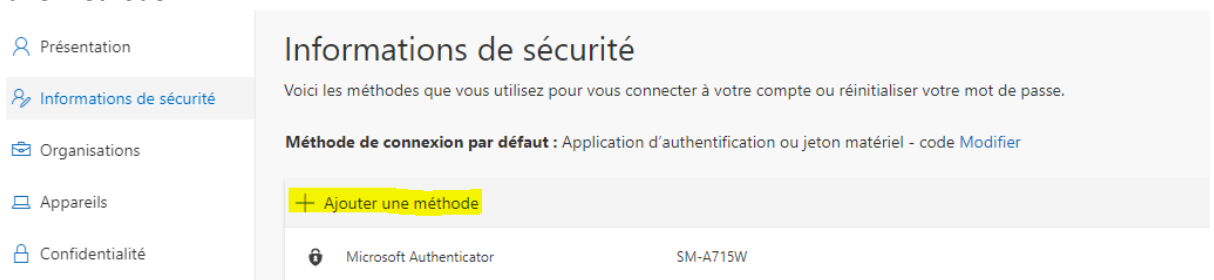 Présentation
Informations de sécurité
Organisations
Appareils
Confidentialité
Informations de sécurité
Voici les méthodes que vous utilisez pour vous connecter à votre compte ou réinitialiser votre mot de passe.
Méthode de connexion par défaut : Application d'authentification ou jeton matériel - code Modifier
+ Ajouter une méthode
Microsoft Authenticator SM-A715W